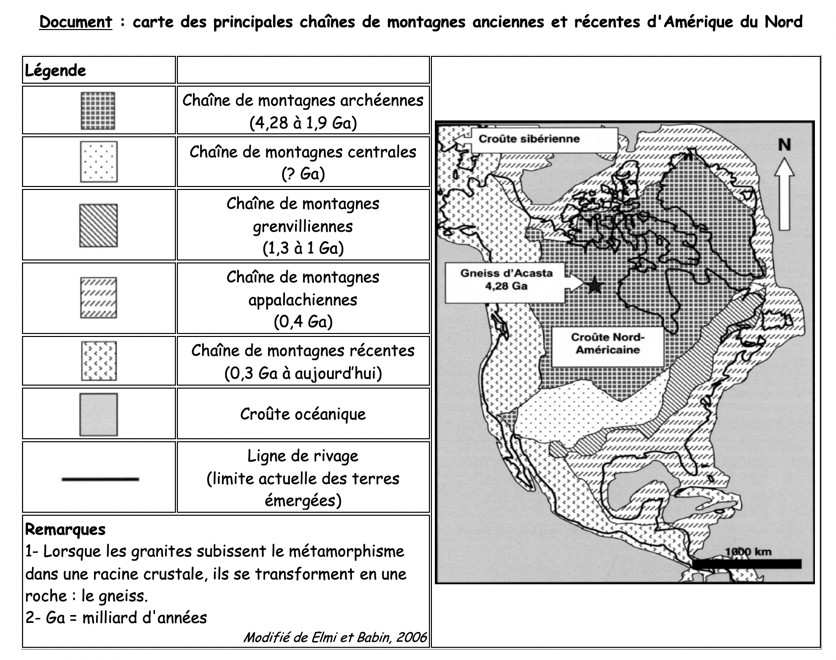 Document : carte des principales chaînes de montagnes anciennes et récentes d'Amérique du Nord
Légende
Chaîne de montagnes archéennes
(4,28 à 1,9 Ga)
Chaîne de montagnes centrales
(? Ga)
Chaîne de montagnes
grenvilliennes
(1,3 à 1 Ga)
Chaîne de montagnes
appalachiennes
(0,4 Ga)
Chaîne de montagnes récentes
(0,3 Ga à aujourd'hui)
Croûte océanique
Ligne de rivage
(limite actuelle des terres
émergées)
Remarques
1- Lorsque les granites subissent le métamorphisme
dans une racine crustale, ils se transforment en une
roche : le gneiss.
2- Ga = milliard d'années
Modifié de Elmi et Babin, 2006
Croûte sibérienne
N
Gneiss d'Acasta
4,28 Ga
Croûte Nord-
Américaine
1000 km